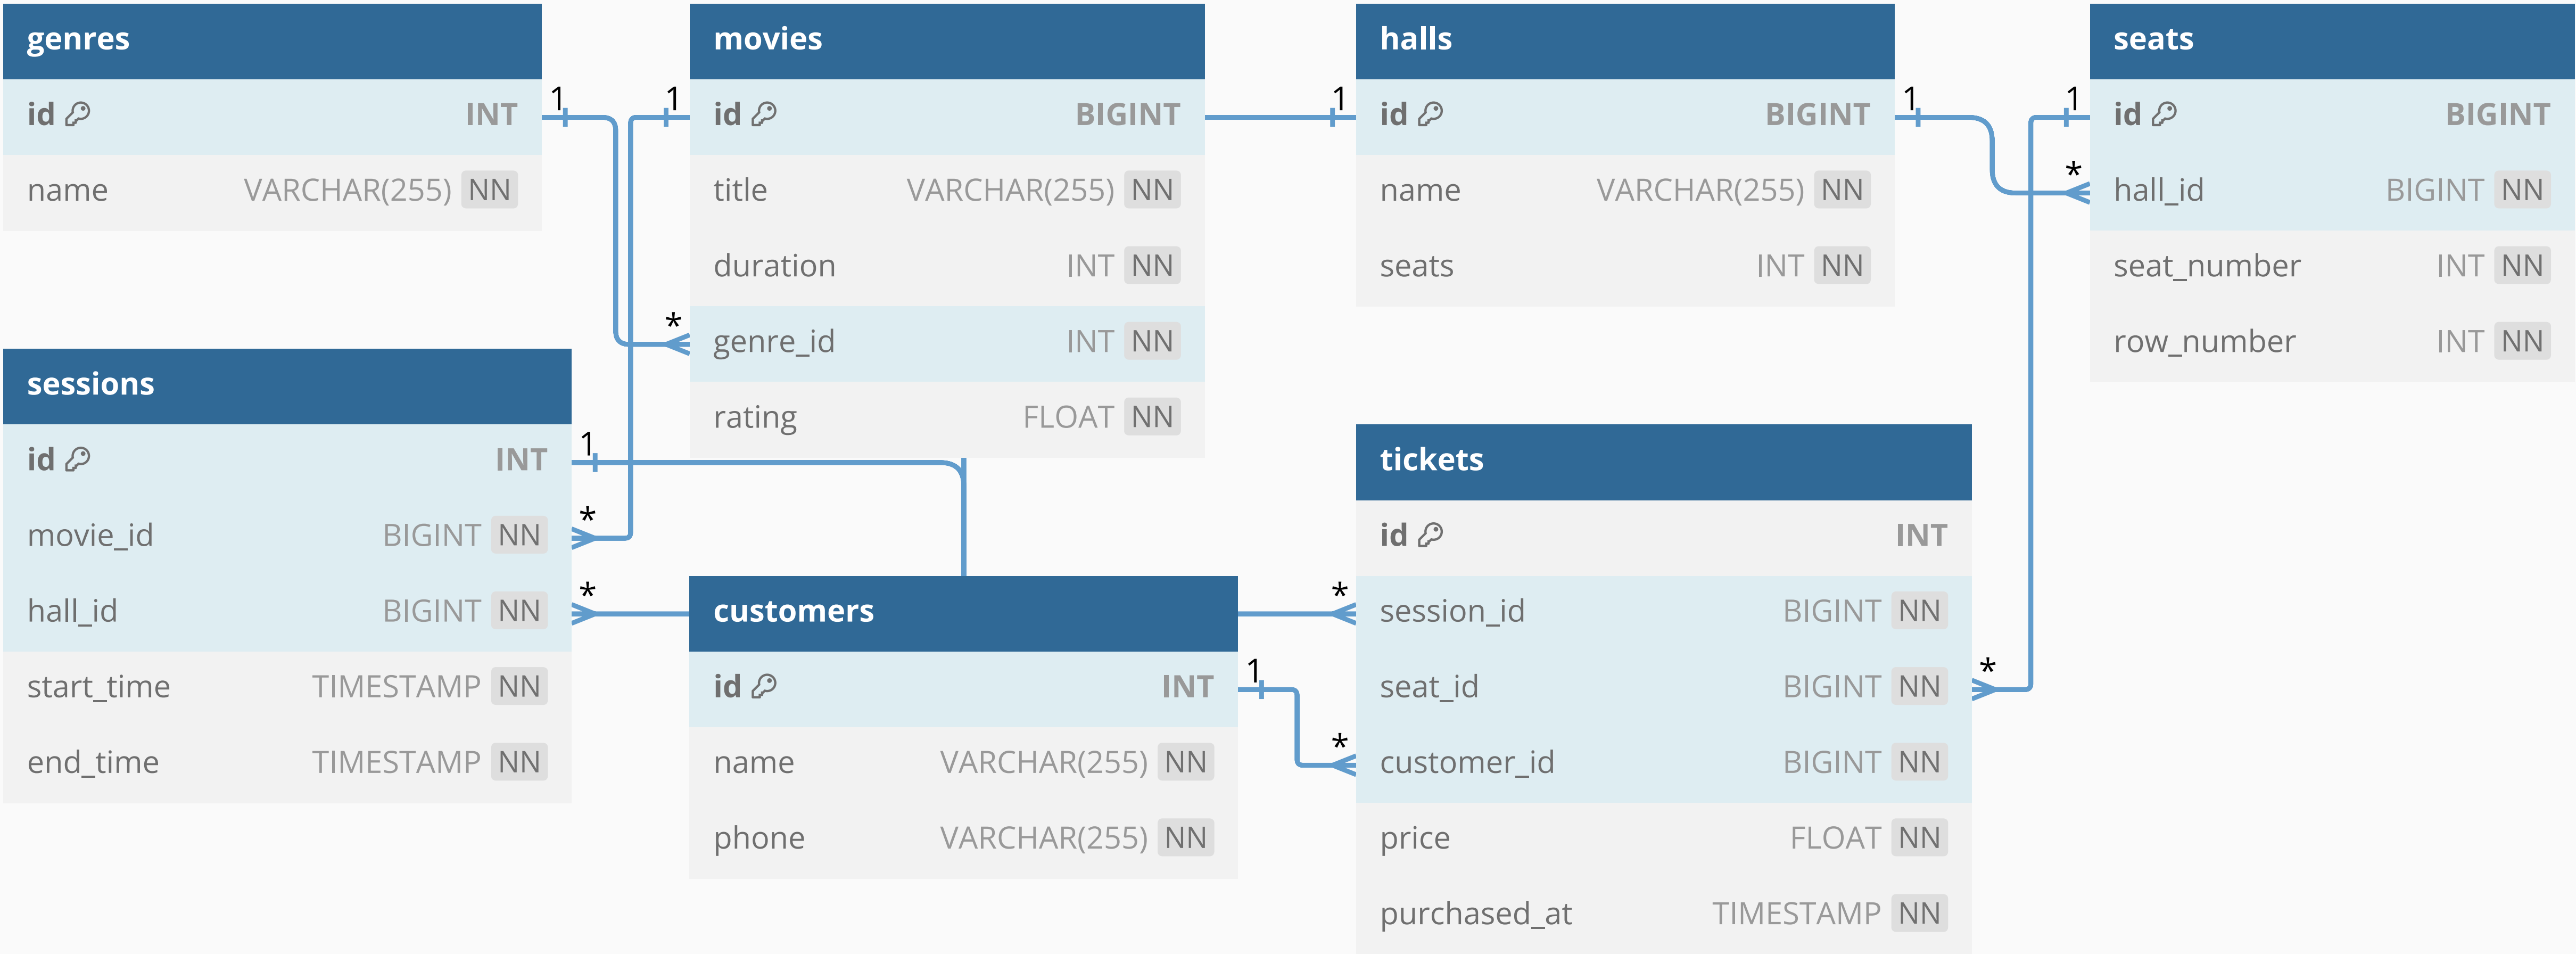 genres
id INT
name VARCHAR(255) NN
movies
id BIGINT
title VARCHAR(255) NN
duration INT NN
genre_id INT NN
rating FLOAT NN
halls
id BIGINT
name VARCHAR(255) NN
seats INT NN
seats
id BIGINT
hall_id BIGINT NN
seat_number INT NN
row_number INT NN
sessions
id INT
movie_id BIGINT NN
hall_id BIGINT NN
start_time TIMESTAMP NN
end_time TIMESTAMP NN
customers
id INT
name VARCHAR(255) NN
phone VARCHAR(255) NN
tickets
id INT
session_id BIGINT NN
seat_id BIGINT NN
customer_id BIGINT NN
price FLOAT NN
purchased_at TIMESTAMP NN
1
1
1
1
1
*
*
1
*
*
*
*
1
*